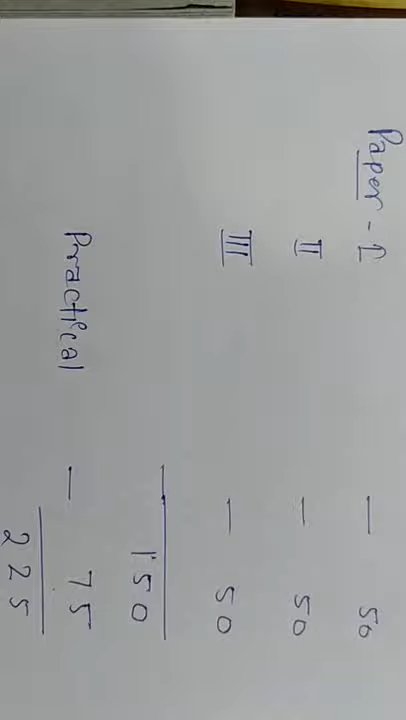 Paper - I — 50
II — 50
III — 50
150
Practical — 75
225